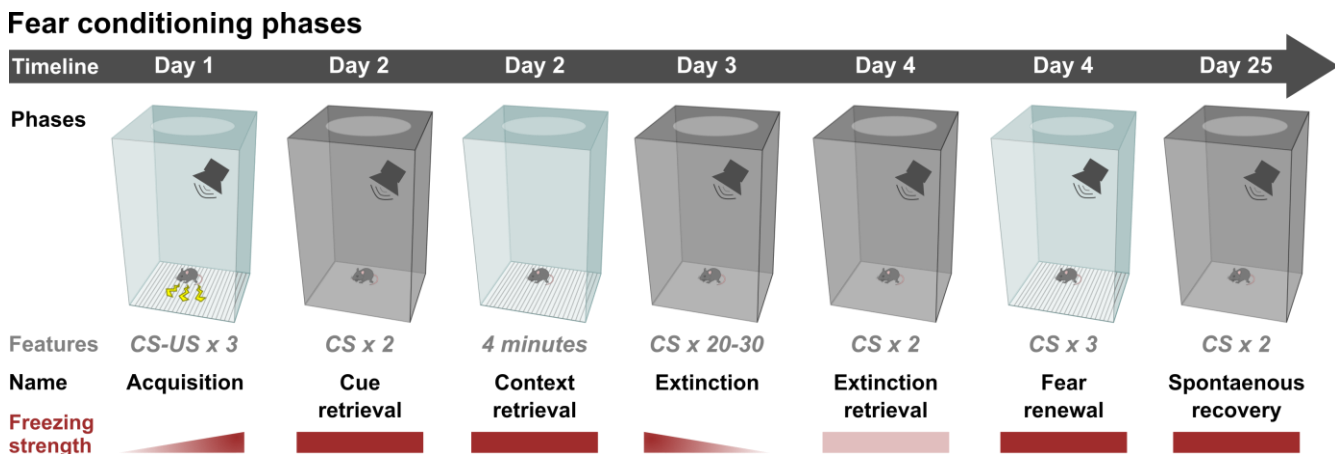 Fear conditioning phases
Timeline Day 1 Day 2 Day 2 Day 3 Day 4 Day 4 Day 25
Phases
Features CS-US x 3 CS x 2 4 minutes CS x 20-30 CS x 2 CS x 3 CS x 2
Name Acquisition Cue Context Extinction Extinction Fear Spontaenous
retrieval retrieval retrieval renewal recovery
Freezing
strength